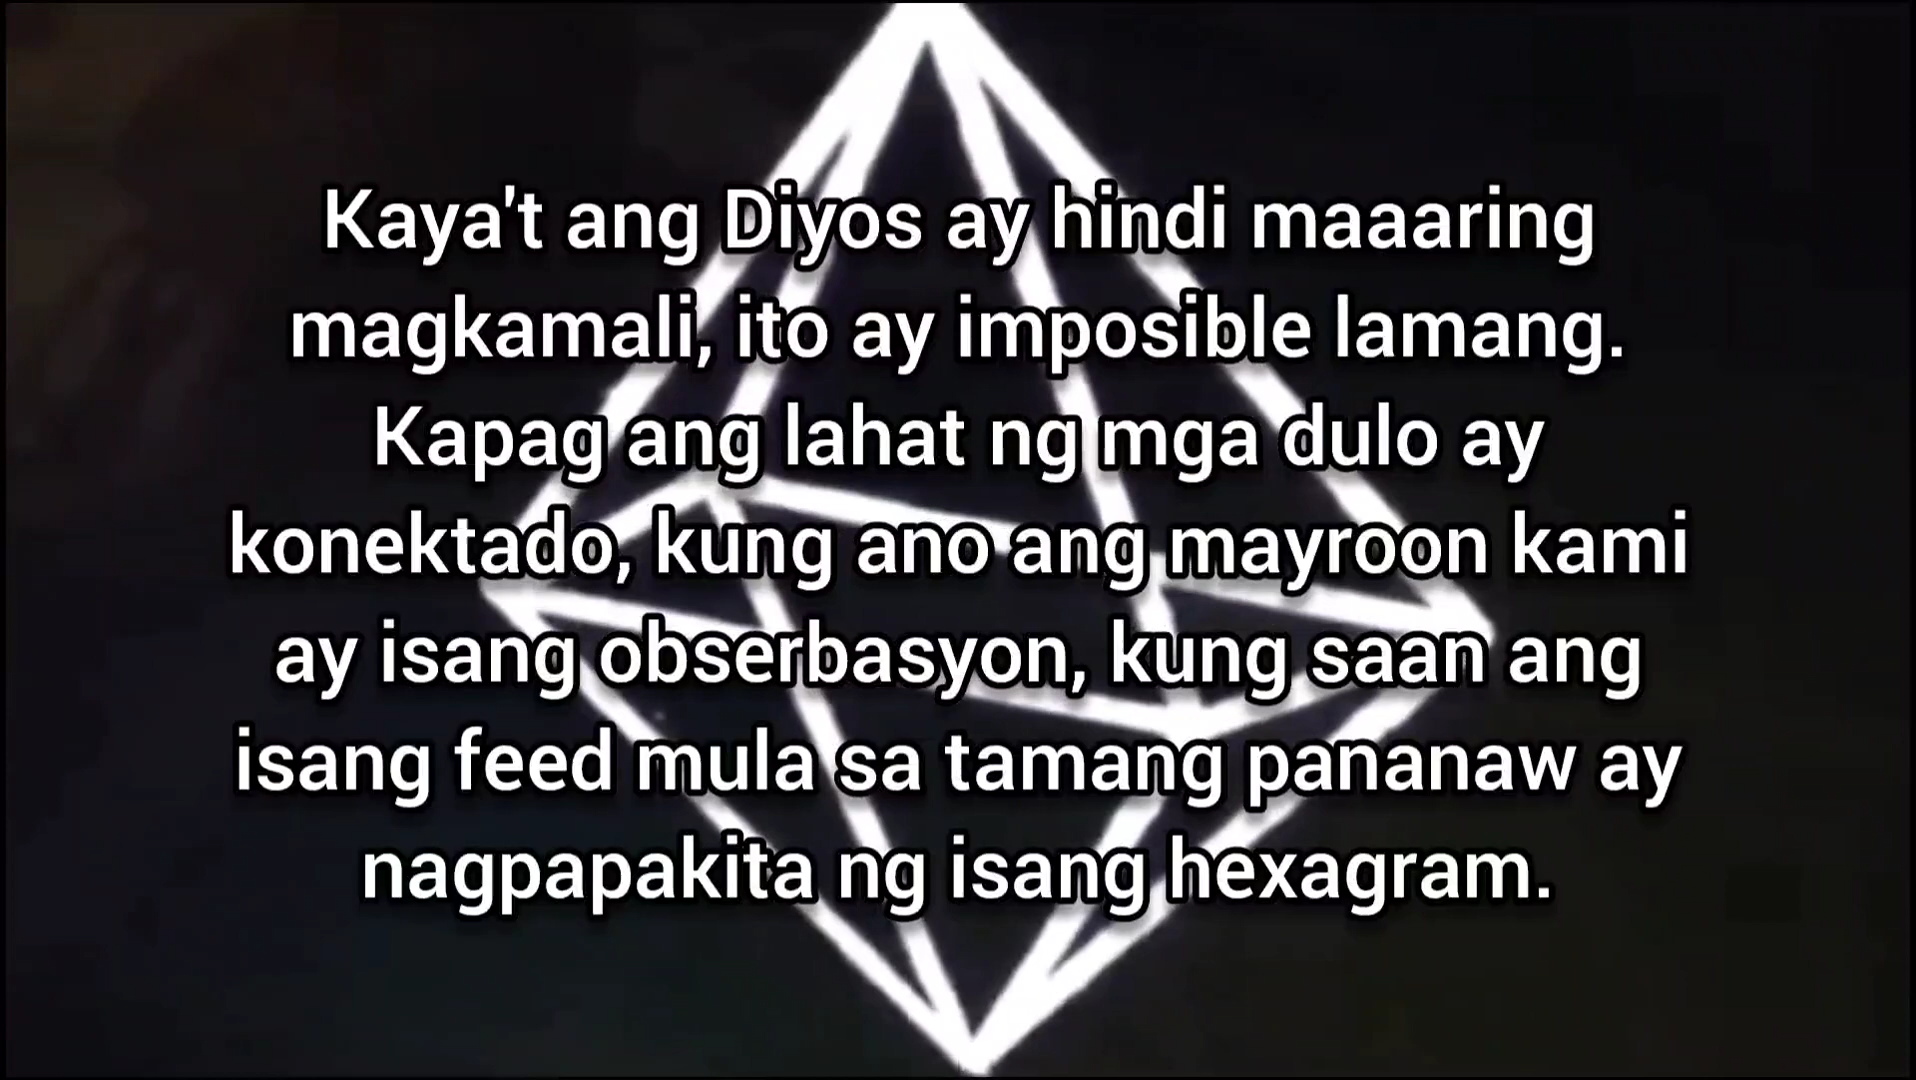 Kaya't ang Diyos ay hindi maaaring
magkamali, ito ay imposible lamang.
Kapag ang lahat ng mga dulo ay
konektado, kung ano ang mayroon kami
ay isang obserbasyon, kung saan ang
isang feed mula sa tamang pananaw ay
nagpapakita ng isang hexagram.